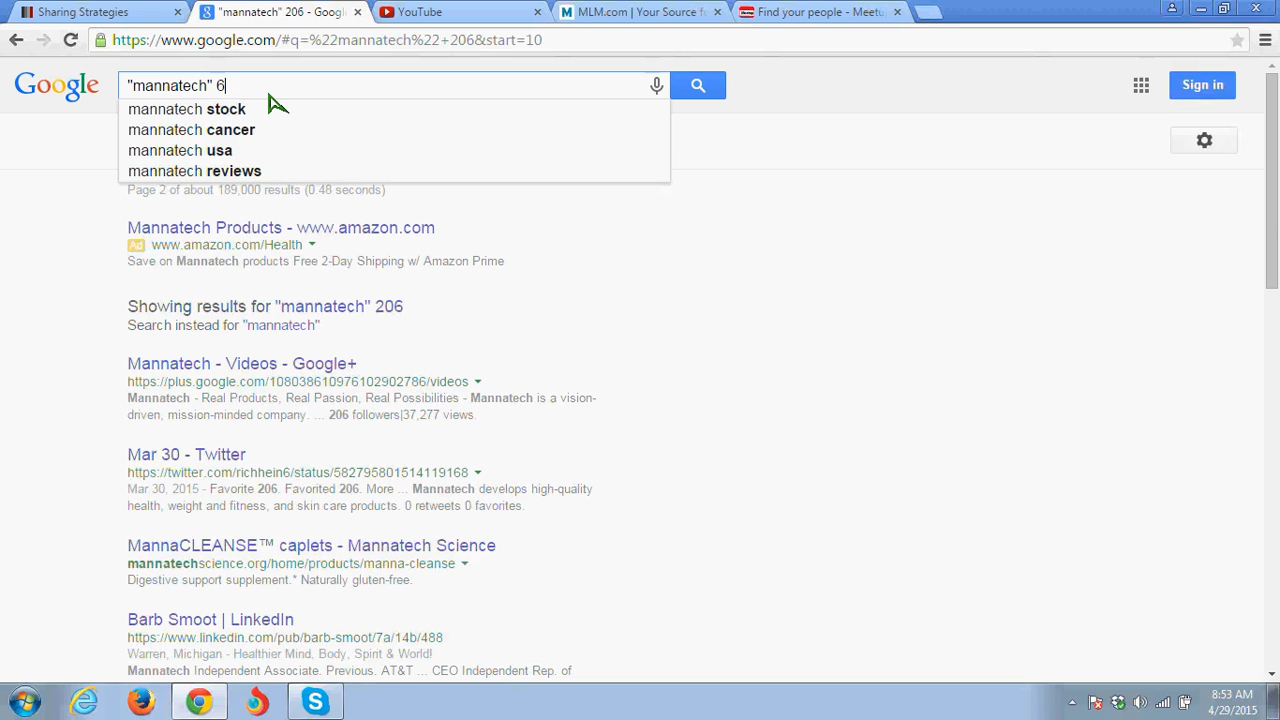 Sharing Strategies
"mannatech" 206 - Googl
YouTube
MLM.com | Your Source for
Find your people - Meetup
https://www.google.com/#q=%22mannatech%22+206&start=10
Google
"mannatech" 6
Sign in
mannatech stock
mannatech cancer
mannatech usa
mannatech reviews
Page 2 of about 189,000 results (0.48 seconds)
Mannatech Products - www.amazon.com
Ad www.amazon.com/Health
Save on Mannatech products Free 2-Day Shipping w/ Amazon Prime
Showing results for "mannatech" 206
Search instead for "mannatech"
Mannatech - Videos - Google+
https://plus.google.com/108038610976102902786/videos
Mannatech - Real Products, Real Passion, Real Possibilities - Mannatech is a vision-
driven, mission-minded company. ... 206 followers|37,277 views
Mar 30 - Twitter
https://twitter.com/richhein6/status/582795801514119168
Mar 30, 2015 - Favorite 206. Favorited 206. More ... Mannatech develops high-quality
health, weight and fitness, and skin care products. 0 retweets 0 favorites.
MannaCLEANSE™ caplets - Mannatech Science
mannatechscience.org/home/products/manna-cleanse
Digestive support supplement.* Naturally gluten-free.
Barb Smoot | LinkedIn
https://www.linkedin.com/pub/barb-smoot/7a/14b/488
Warren, Michigan - Healthier Mind, Body, Spirit & World!
Mannatech Independent Associate. Previous. AT&T ... CEO Independent Rep. of
8:53 AM
4/29/2015